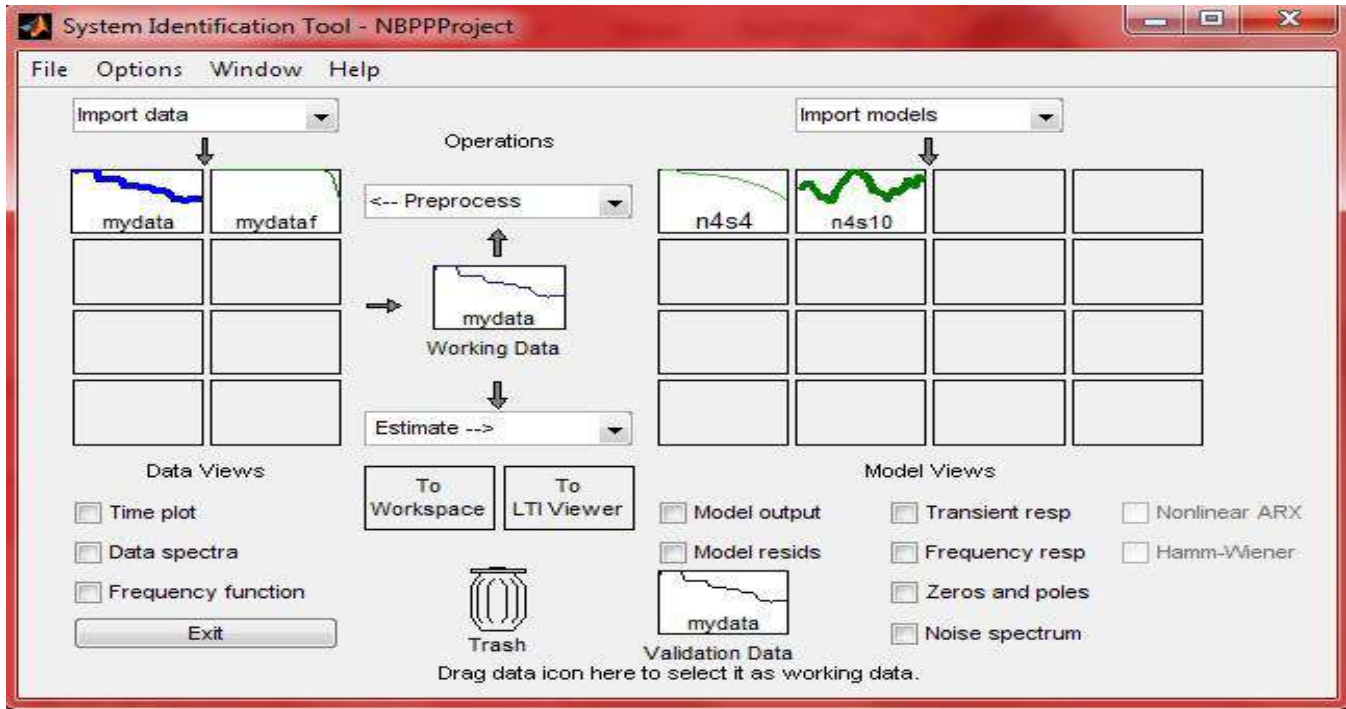 System Identification Tool - NBPPProject
File Options Window Help
Import data
Import models
Operations
mydata
mydataf
<-- Preprocess
n4s4
n4s10
mydata
Working Data
Estimate -->
Data Views
Model Views
To Workspace
To LTI Viewer
Time plot
Data spectra
Frequency function
Exit
Trash
Model output
Model resids
mydata
Validation Data
Transient resp
Frequency resp
Zeros and poles
Noise spectrum
Nonlinear ARX
Hamm-Wiener
Drag data icon here to select it as working data.